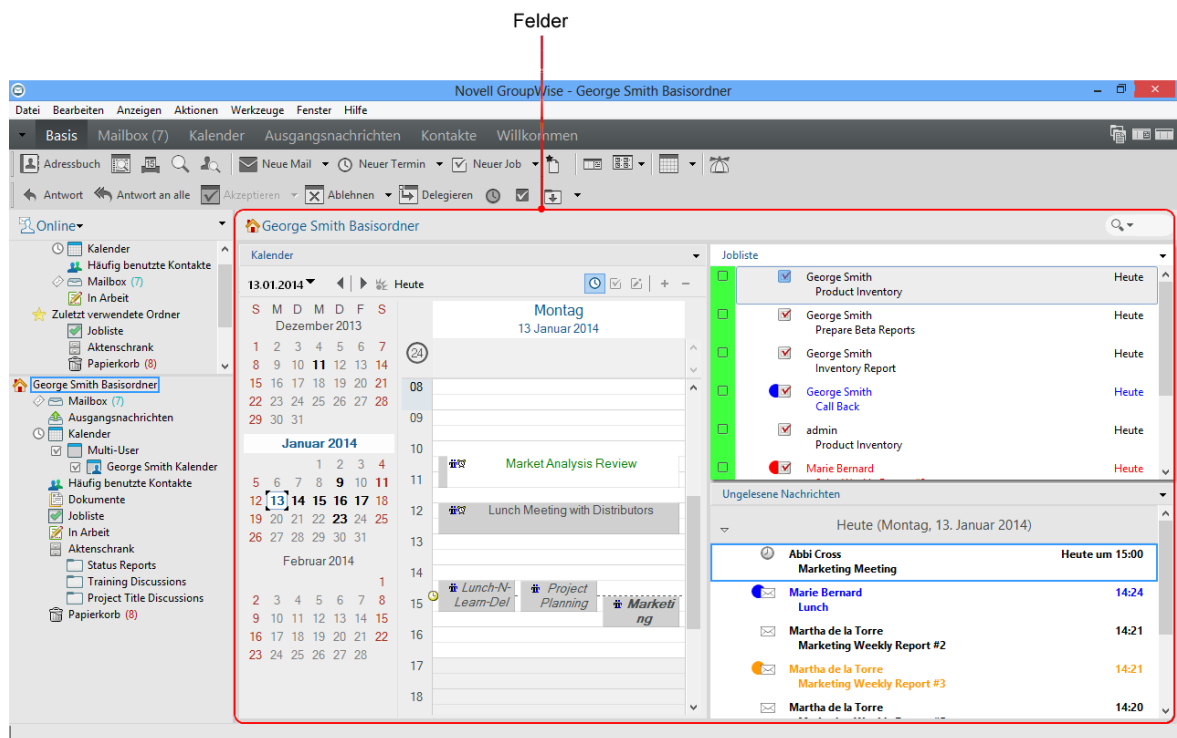 Felder
Novell GroupWise - George Smith Basisordner
Datei Bearbeiten Anzeigen Aktionen Werkzeuge Fenster Hilfe
Basis Mailbox (7) Kalender Ausgangsnachrichten Kontakte Willkommen
Adressbuch Neue Mail Neuer Termin Neuer Job
Antwort Antwort an alle Akzeptieren Ablehnen Delegieren
Online
Kalender
Häufig benutzte Kontakte
Mailbox (7)
In Arbeit
Zuletzt verwendete Ordner
Jobliste
Aktenschrank
Papierkorb (8)
George Smith Basisordner
Mailbox (7)
Ausgangsnachrichten
Kalender
Multi-User
George Smith Kalender
Häufig benutzte Kontakte
Dokumente
Jobliste
In Arbeit
Aktenschrank
Status Reports
Training Discussions
Project Title Discussions
Papierkorb (8)
George Smith Basisordner
Kalender
13.01.2014 Heute
S M D M D F S
Dezember 2013
1 2 3 4 5 6 7
8 9 10 11 12 13 14
15 16 17 18 19 20 21
22 23 24 25 26 27 28
29 30 31
Januar 2014
1 2 3 4
5 6 7 8 9 10 11
12 13 14 15 16 17 18
19 20 21 22 23 24 25
26 27 28 29 30 31
Februar 2014
1
2 3 4 5 6 7 8
9 10 11 12 13 14 15
16 17 18 19 20 21 22
23 24 25 26 27 28
Montag
13 Januar 2014
24
08
09
10
Market Analysis Review
11
12 Lunch Meeting with Distributors
13
14
Lunch-N-
Learn-Del
Project
Planning
15
Marketi
ng
16
17
18
Jobliste
George Smith Heute
Product Inventory
George Smith Heute
Prepare Beta Reports
George Smith Heute
Inventory Report
George Smith Heute
Call Back
admin Heute
Product Inventory
Marie Bernard Heute
Ungelesene Nachrichten
Heute (Montag, 13. Januar 2014)
Abbi Cross Heute um 15:00
Marketing Meeting
Marie Bernard 14:24
Lunch
Martha de la Torre 14:21
Marketing Weekly Report #2
Martha de la Torre 14:21
Marketing Weekly Report #3
Martha de la Torre 14:20